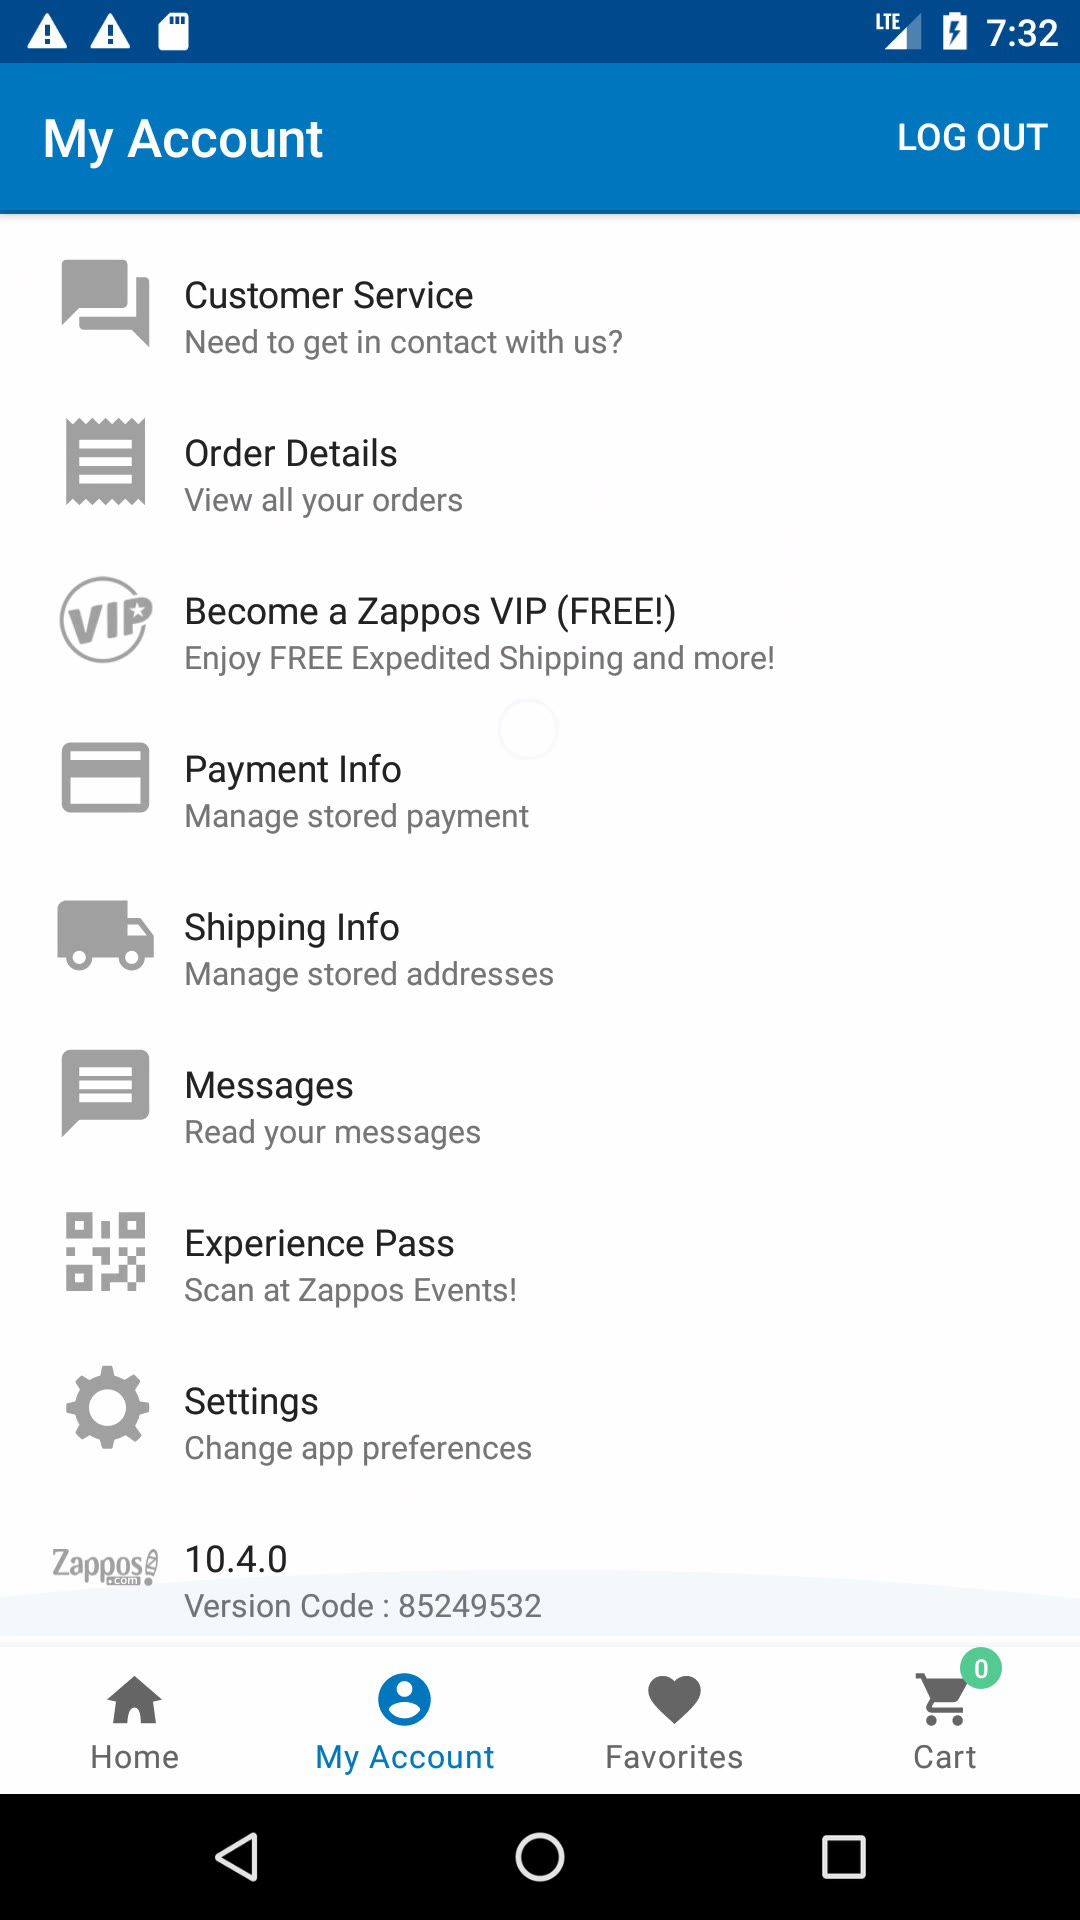 LTE 7:32
My Account LOG OUT
Customer Service
Need to get in contact with us?
Order Details
View all your orders
VIP
Become a Zappos VIP (FREE!)
Enjoy FREE Expedited Shipping and more!
Payment Info
Manage stored payment
Shipping Info
Manage stored addresses
Messages
Read your messages
Experience Pass
Scan at Zappos Events!
Settings
Change app preferences
Zappos
.com
10.4.0
Version Code : 85249532
0
Home My Account Favorites Cart